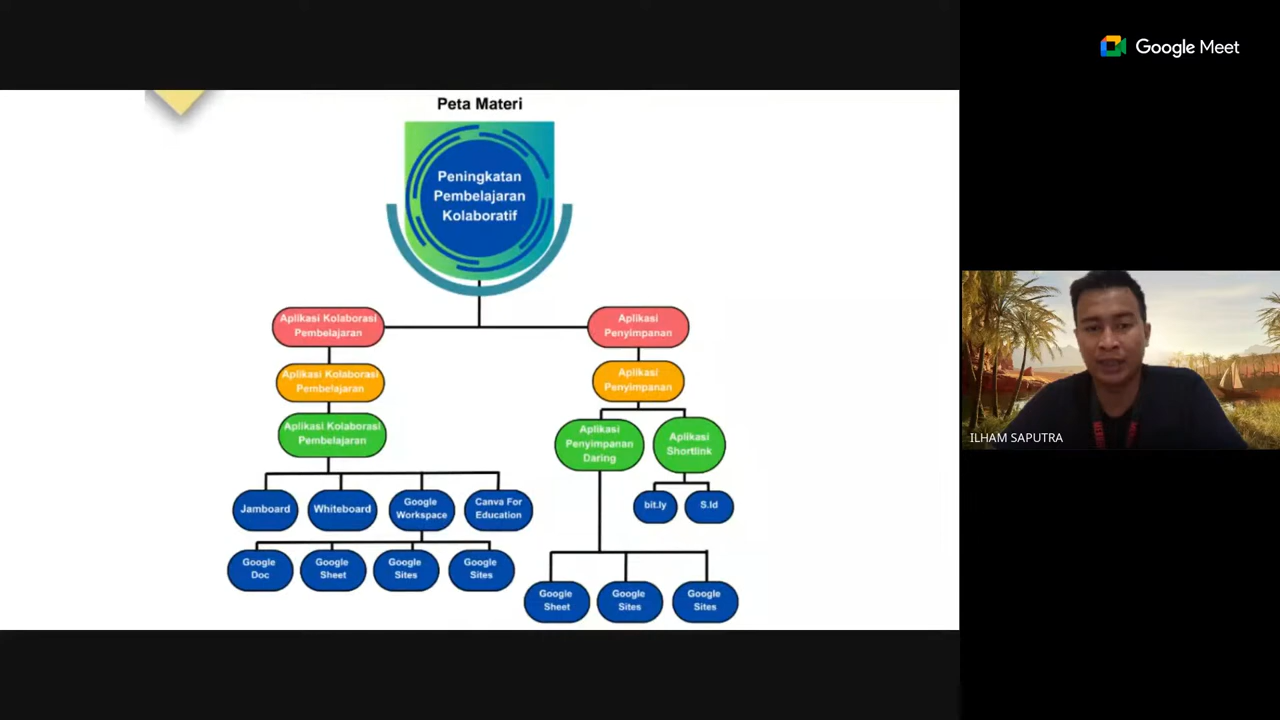 Google Meet
Peta Materi
Peningkatan
Pembelajaran
Kolaboratif
Aplikasi Kolaborasi
Pembelajaran
Aplikasi
Penyimpanan
Aplikasi Kolaborasi
Pembelajaran
Aplikasi
Penyimpanan
Aplikasi Kolaborasi
Pembelajaran
Aplikasi
Penyimpanan
Daring
Aplikasi
Shortlink
Jamboard
Whiteboard
Google
Workspace
Canva For
Education
bit.ly
S.Id
Google
Doc
Google
Sheet
Google
Sites
Google
Sites
Google
Sheet
Google
Sites
Google
Sites
ILHAM SAPUTRA